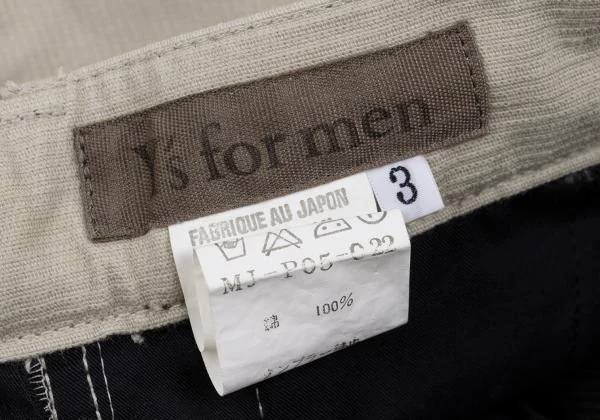 Y's for men
3
FABRIQUE AU JAPON
MJ-P05-022
綿 100%